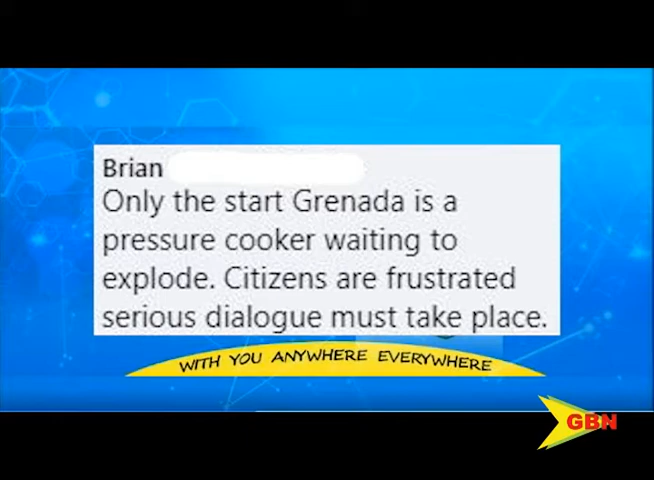 Brian
Only the start Grenada is a
pressure cooker waiting to
explode. Citizens are frustrated
serious dialogue must take place.
WITH YOU ANYWHERE EVERYWHERE
GBN